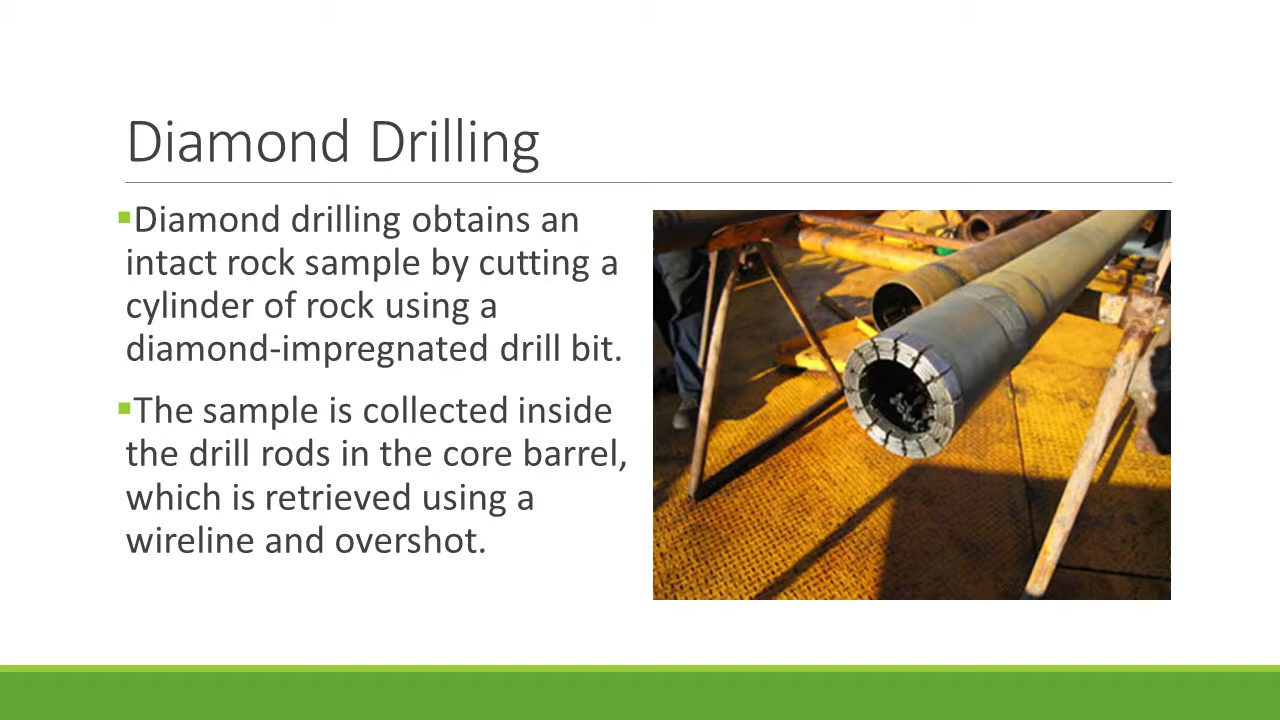 Diamond Drilling
▪Diamond drilling obtains an
intact rock sample by cutting a
cylinder of rock using a
diamond-impregnated drill bit.
▪The sample is collected inside
the drill rods in the core barrel,
which is retrieved using a
wireline and overshot.